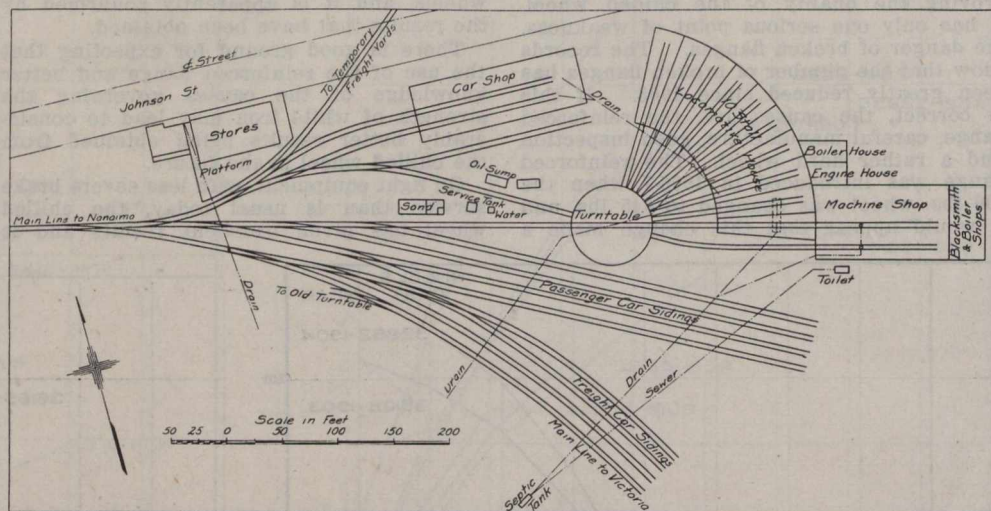 ℄ Street
To Temporary
Freight Yards
Johnson St
Stores
Platform
Car Shop
Drain
Stall
Locomotive House
Boiler House
Engine House
Machine Shop
Blacksmith
& Boiler
Shops
Oil Sump
Service Tank
Sand
Water
Turntable
Main Line to Nanaimo
Toilet
Passenger Car Sidings
To Old Turntable
Drain
Drain
Drain
Sewer
Freight Car Sidings
Main Line to Victoria
Septic
Tank
Scale in Feet
50 25 0 50 100 150 200